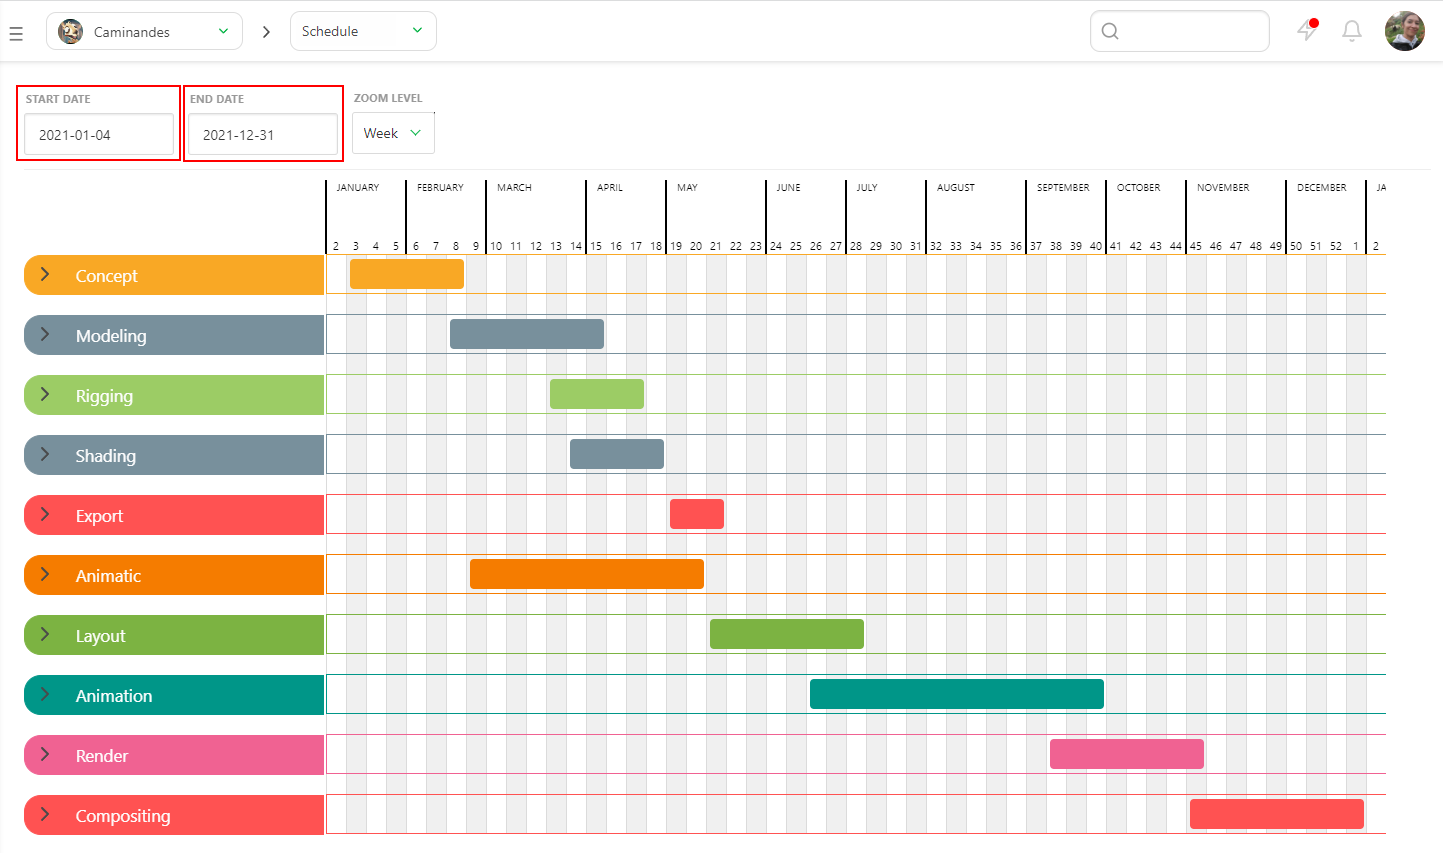 Caminandes Schedule
START DATE END DATE ZOOM LEVEL
2021-01-04 2021-12-31 Week
JANUARY FEBRUARY MARCH APRIL MAY JUNE JULY AUGUST SEPTEMBER OCTOBER NOVEMBER DECEMBER JA
2 3 4 5 6 7 8 9 10 11 12 13 14 15 16 17 18 19 20 21 22 23 24 25 26 27 28 29 30 31 32 33 34 35 36 37 38 39 40 41 42 43 44 45 46 47 48 49 50 51 52 1 2
Concept
Modeling
Rigging
Shading
Export
Animatic
Layout
Animation
Render
Compositing